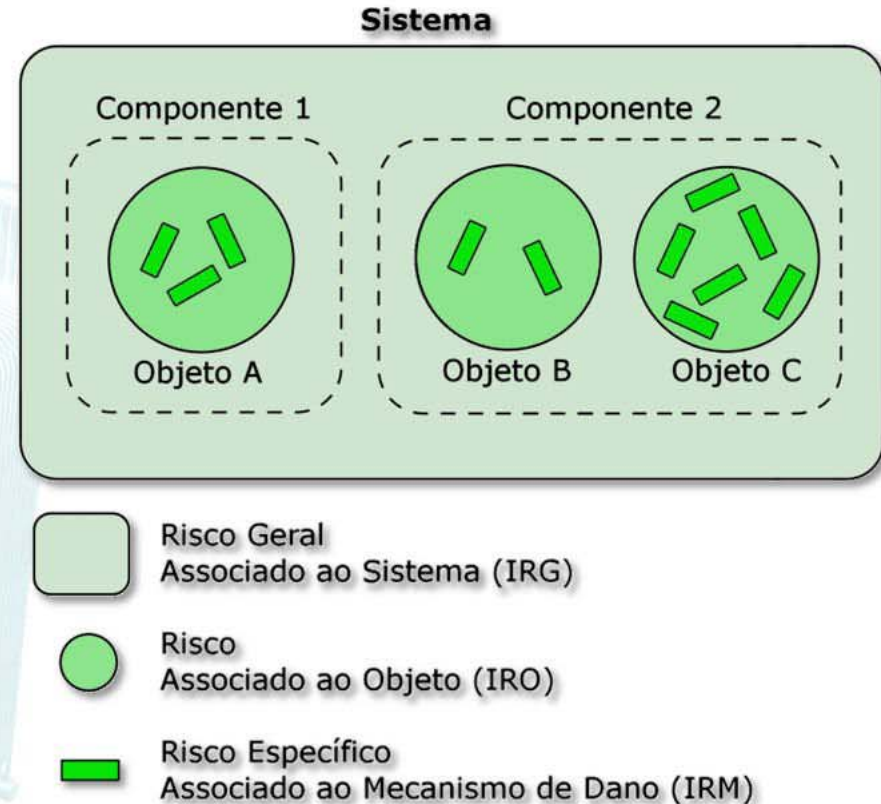 Sistema
Componente 1
Componente 2
Objeto A
Objeto B
Objeto C
Risco Geral
Associado ao Sistema (IRG)
Risco
Associado ao Objeto (IRO)
Risco Específico
Associado ao Mecanismo de Dano (IRM)